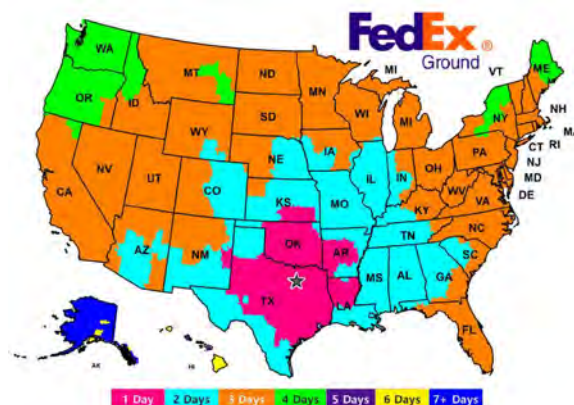 FedEx®
Ground
WA
MT
ND
MN
MI
VT
ME
OR
ID
SD
WI
MI
NY
NH
MA
WY
IA
PA
CT
RI
NV
UT
CO
NE
IL
IN
OH
NJ
MD
DE
CA
KS
MO
KY
WV
VA
AZ
NM
OK
AR
TN
NC
SC
TX
LA
MS
AL
GA
FL
AK
HI
1 Day
2 Days
3 Days
4 Days
5 Days
6 Days
7+ Days